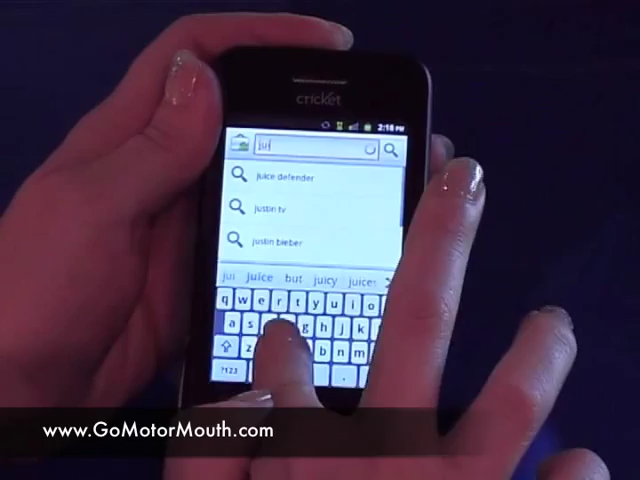 cricket
2:18 PM
jui
juice defender
justin tv
justin bieber
jui juice but juicy juices
q w e r t y u i o
a s g h j k
z b n m
?123 .
www.GoMotorMouth.com